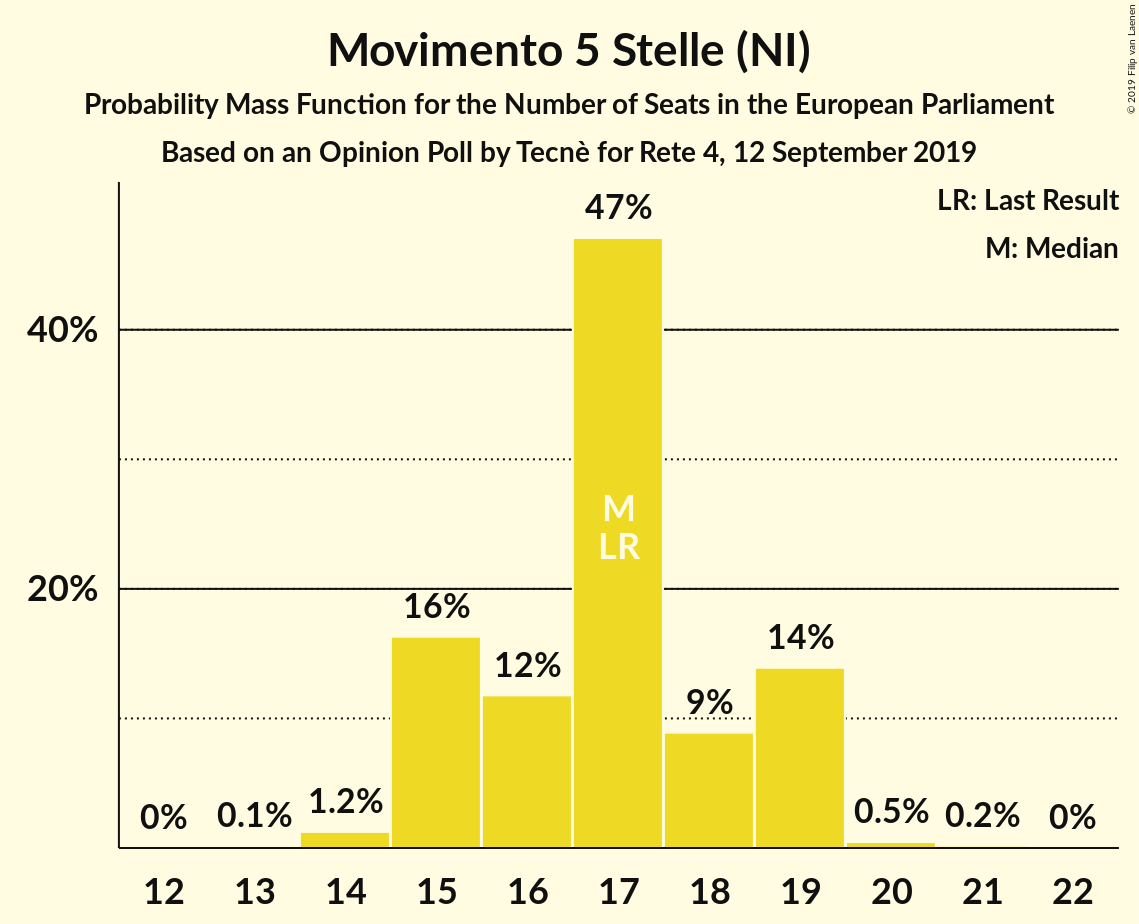 Movimento 5 Stelle (NI)
Probability Mass Function for the Number of Seats in the European Parliament
Based on an Opinion Poll by Tecnè for Rete 4, 12 September 2019
© 2019 Filip van Laenen
LR: Last Result
M: Median
40%
20%
0%
0.1%
1.2%
16%
12%
47%
M
LR
9%
14%
0.5%
0.2%
0%
12 13 14 15 16 17 18 19 20 21 22